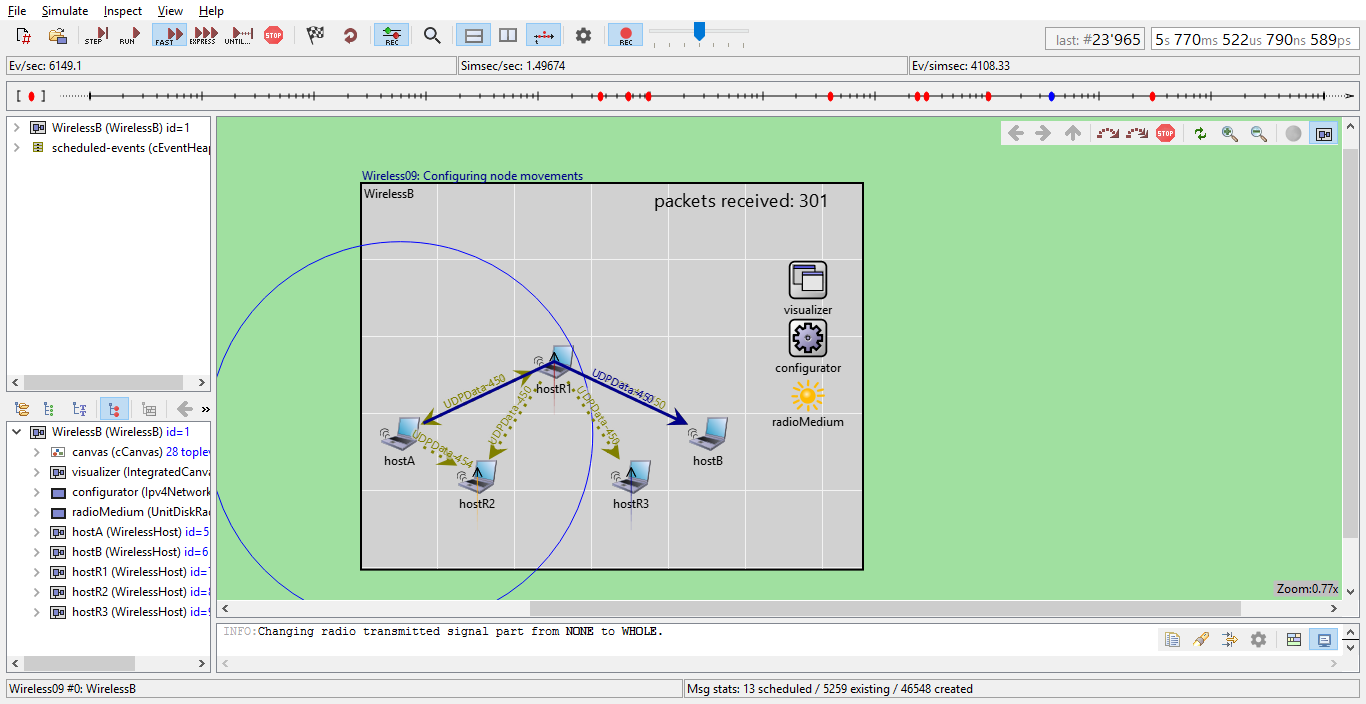 File Simulate Inspect View Help
STEP RUN FAST EXPRESS UNTIL... STOP REC REC
last: #23'965 5s 770ms 522us 790ns 589ps
Ev/sec: 6149.1 Simsec/sec: 1.49674 Ev/simsec: 4108.33
WirelessB (WirelessB) id=1
scheduled-events (cEventHeap
STOP
Wireless09: Configuring node movements
WirelessB
packets received: 301
visualizer
configurator
radioMedium
UDPData-450
UDPData-450
UDPData-450
UDPData-450
UDPData-454
hostR1
hostA
hostB
hostR2
hostR3
Zoom:0.77x
WirelessB (WirelessB) id=1
canvas (cCanvas) 28 toplev
visualizer (IntegratedCanva
configurator (Ipv4Network
radioMedium (UnitDiskRa
hostA (WirelessHost) id=5
hostB (WirelessHost) id=6
hostR1 (WirelessHost) id=
hostR2 (WirelessHost) id=
hostR3 (WirelessHost) id=
INFO:Changing radio transmitted signal part from NONE to WHOLE.
Wireless09 #0: WirelessB Msg stats: 13 scheduled / 5259 existing / 46548 created